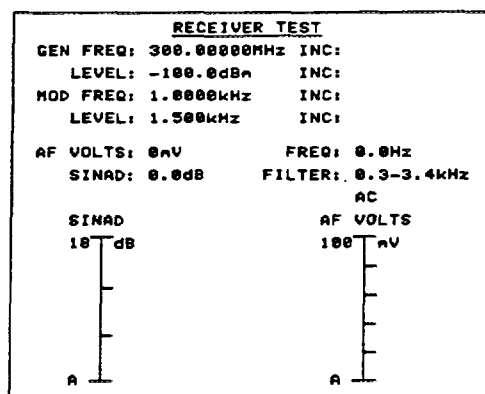 RECEIVER TEST
GEN FREQ: 300.00000MHz INC:
LEVEL: -100.0dBm INC:
MOD FREQ: 1.0000kHz INC:
LEVEL: 1.500kHz INC:
AF VOLTS: 0mV FREQ: 0.0Hz
SINAD: 0.0dB FILTER: 0.3-3.4kHz
AC
SINAD AF VOLTS
18 dB 100 mV
A A